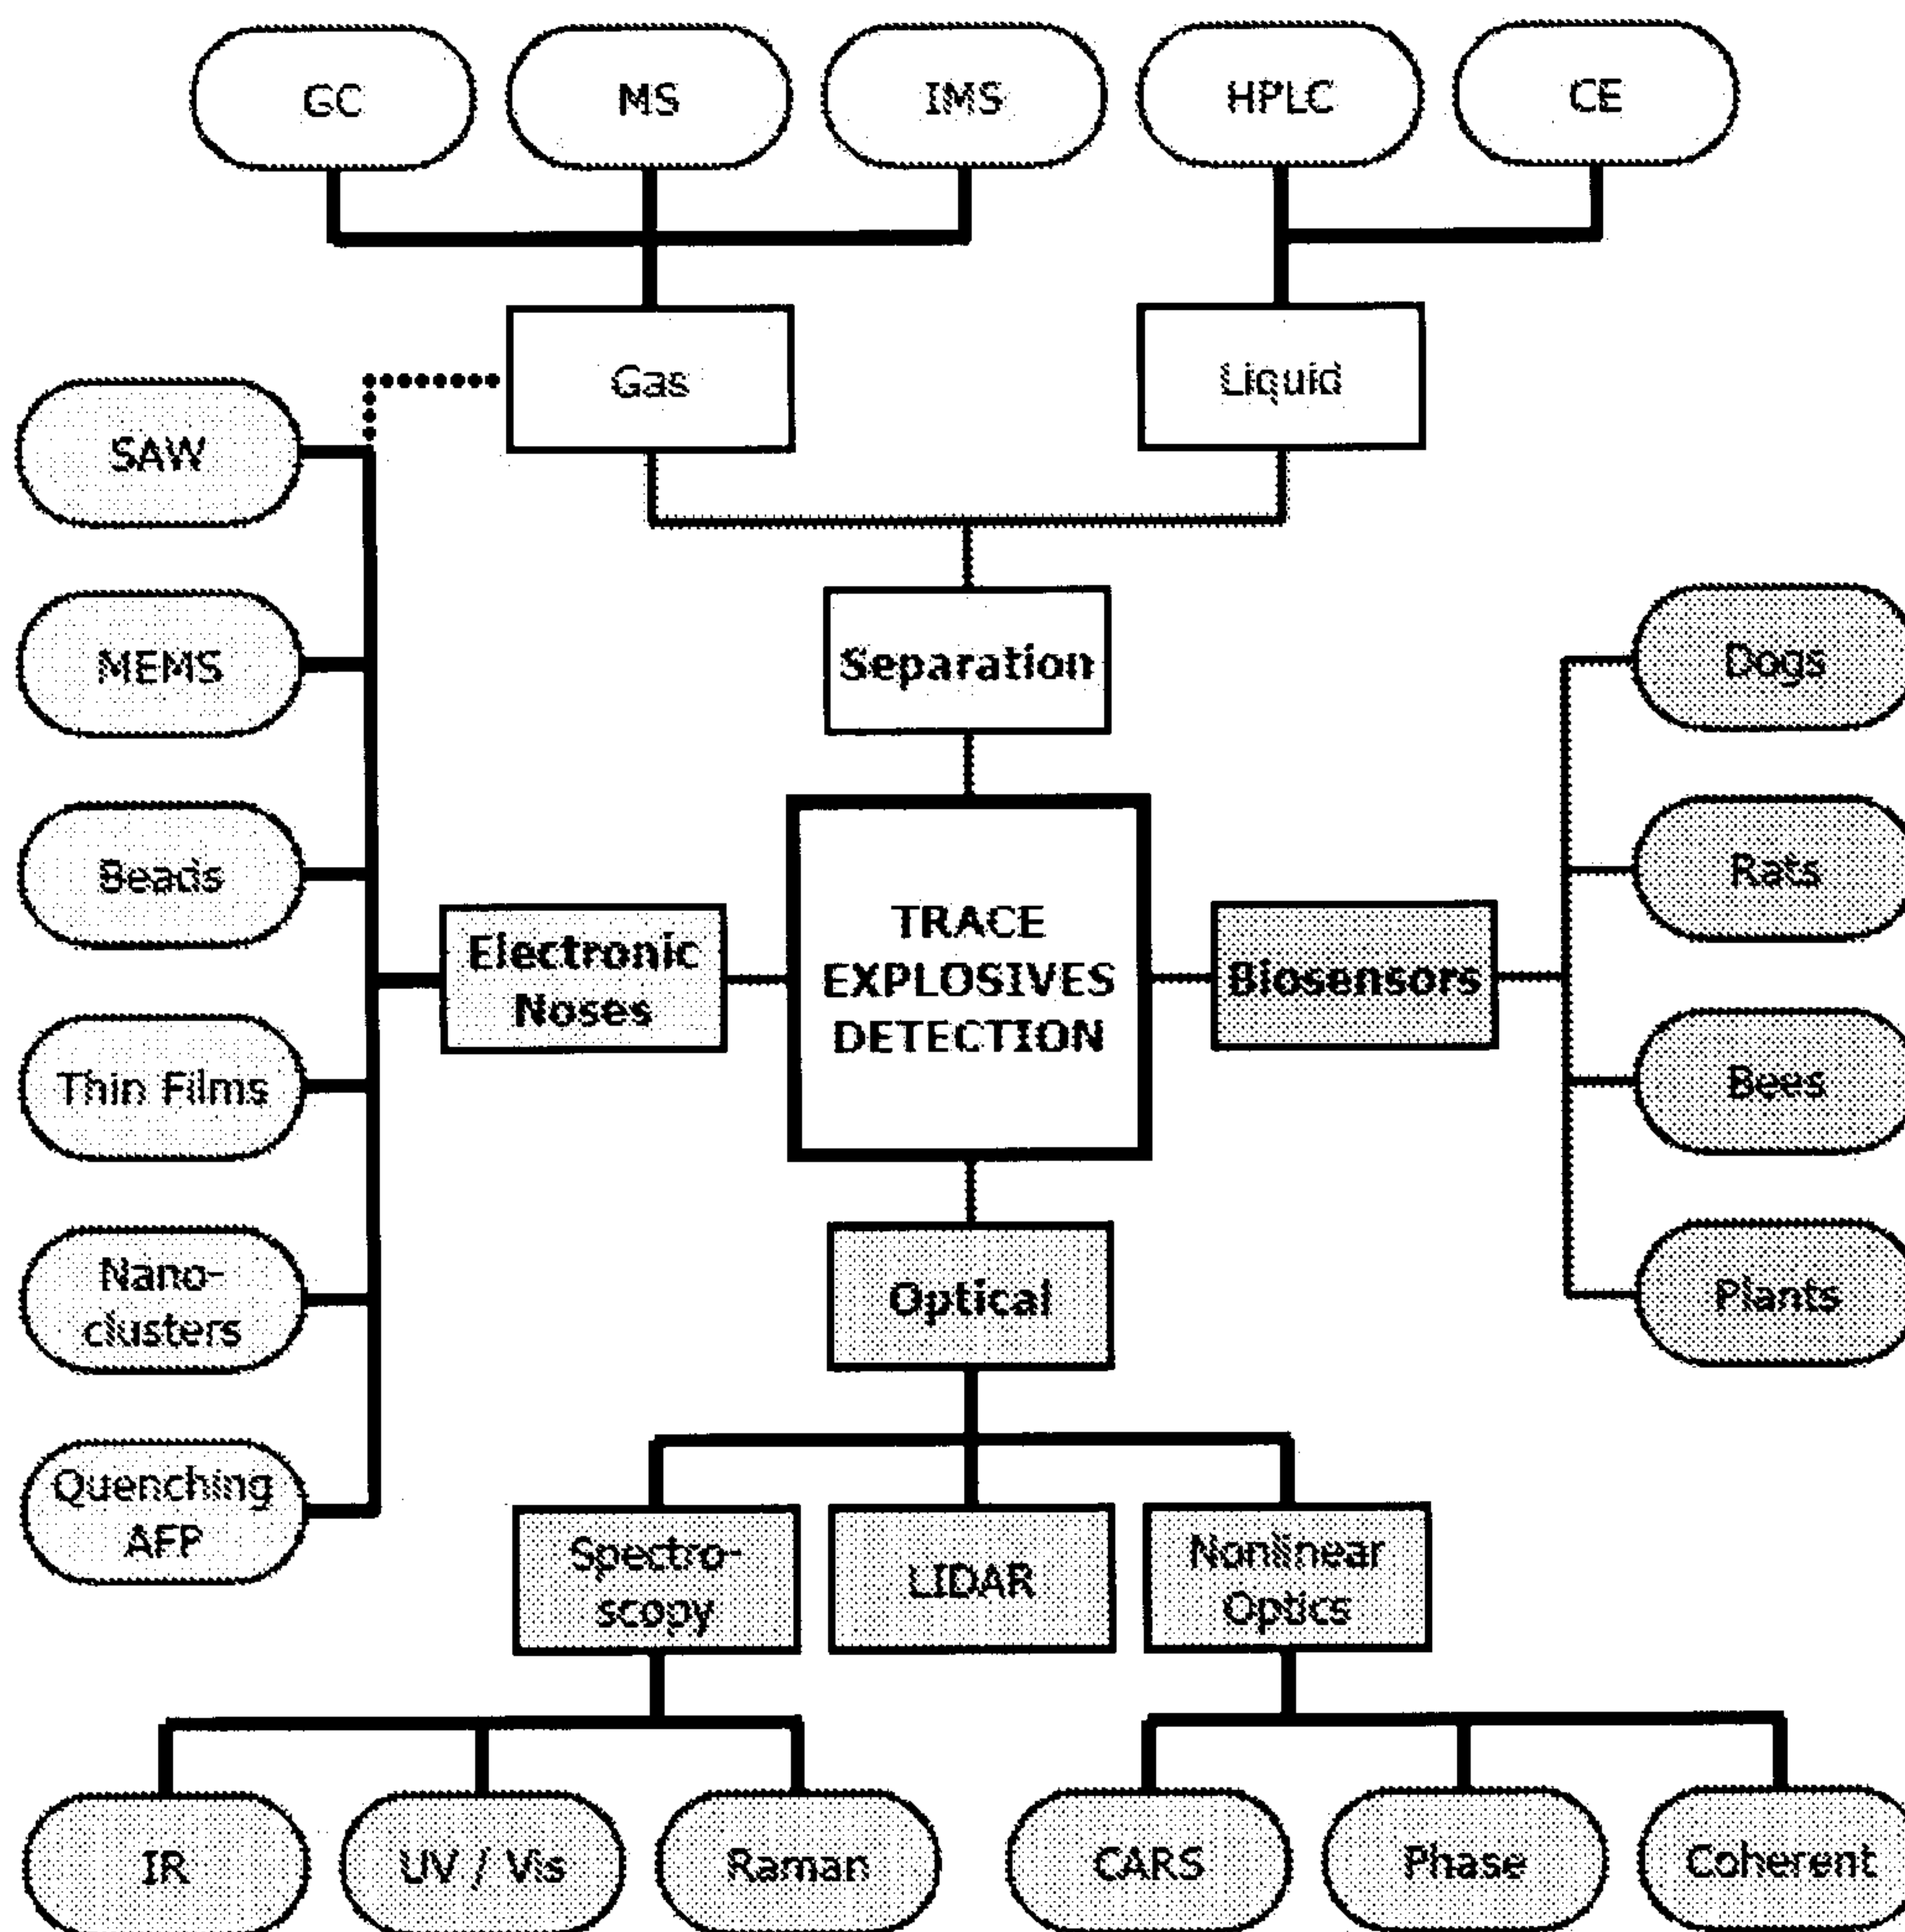 GC
MS
IMS
HPLC
CE
Gas
Liquid
SAW
MEMS
Beads
Thin Films
Nano-
clusters
Quenching
AFP
Separation
Electronic
Noses
TRACE
EXPLOSIVES
DETECTION
Biosensors
Dogs
Rats
Bees
Plants
Optical
Spectro-
scopy
LIDAR
Nonlinear
Optics
IR
UV / Vis
Raman
CARS
Phase
Coherent